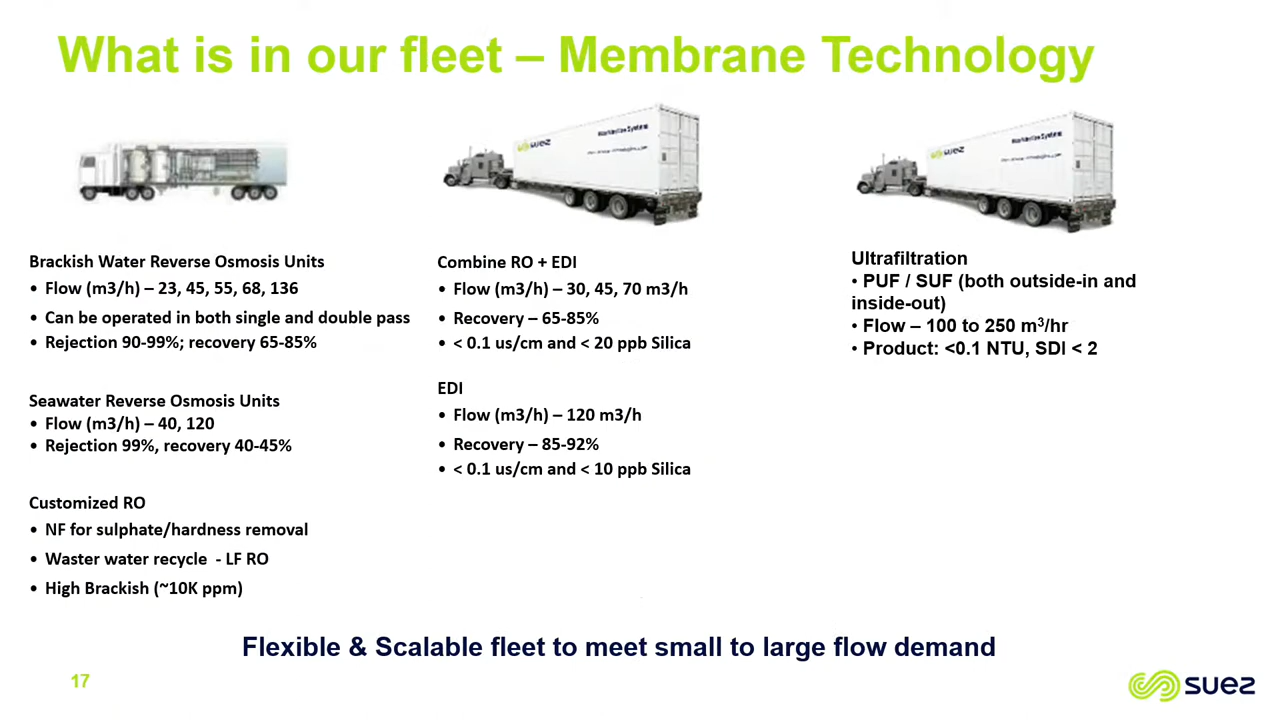 What is in our fleet – Membrane Technology
suez
suez
Brackish Water Reverse Osmosis Units
• Flow (m3/h) – 23, 45, 55, 68, 136
• Can be operated in both single and double pass
• Rejection 90-99%; recovery 65-85%
Seawater Reverse Osmosis Units
• Flow (m3/h) – 40, 120
• Rejection 99%, recovery 40-45%
Customized RO
• NF for sulphate/hardness removal
• Waster water recycle - LF RO
• High Brackish (~10K ppm)
Combine RO + EDI
• Flow (m3/h) – 30, 45, 70 m3/h
• Recovery – 65-85%
• < 0.1 us/cm and < 20 ppb Silica
EDI
• Flow (m3/h) – 120 m3/h
• Recovery – 85-92%
• < 0.1 us/cm and < 10 ppb Silica
Ultrafiltration
• PUF / SUF (both outside-in and
inside-out)
• Flow – 100 to 250 m³/hr
• Product: <0.1 NTU, SDI < 2
Flexible & Scalable fleet to meet small to large flow demand
17
suez